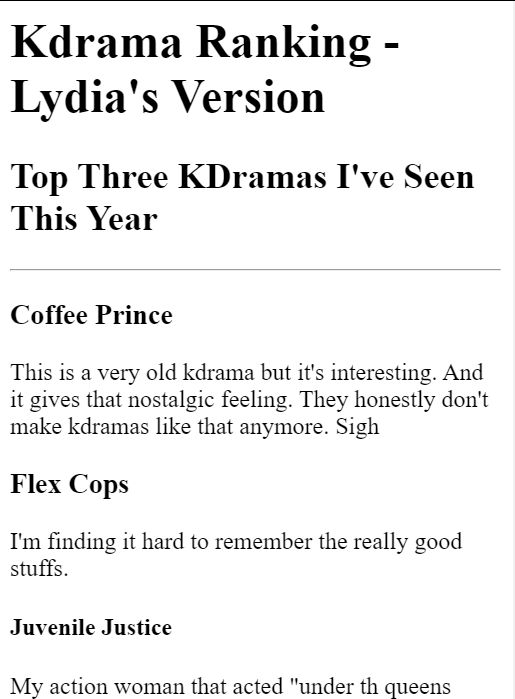 Kdrama Ranking -
Lydia's Version
Top Three KDramas I've Seen
This Year
Coffee Prince
This is a very old kdrama but it's interesting. And
it gives that nostalgic feeling. They honestly don't
make kdramas like that anymore. Sigh
Flex Cops
I'm finding it hard to remember the really good
stuffs.
Juvenile Justice
My action woman that acted "under th queens